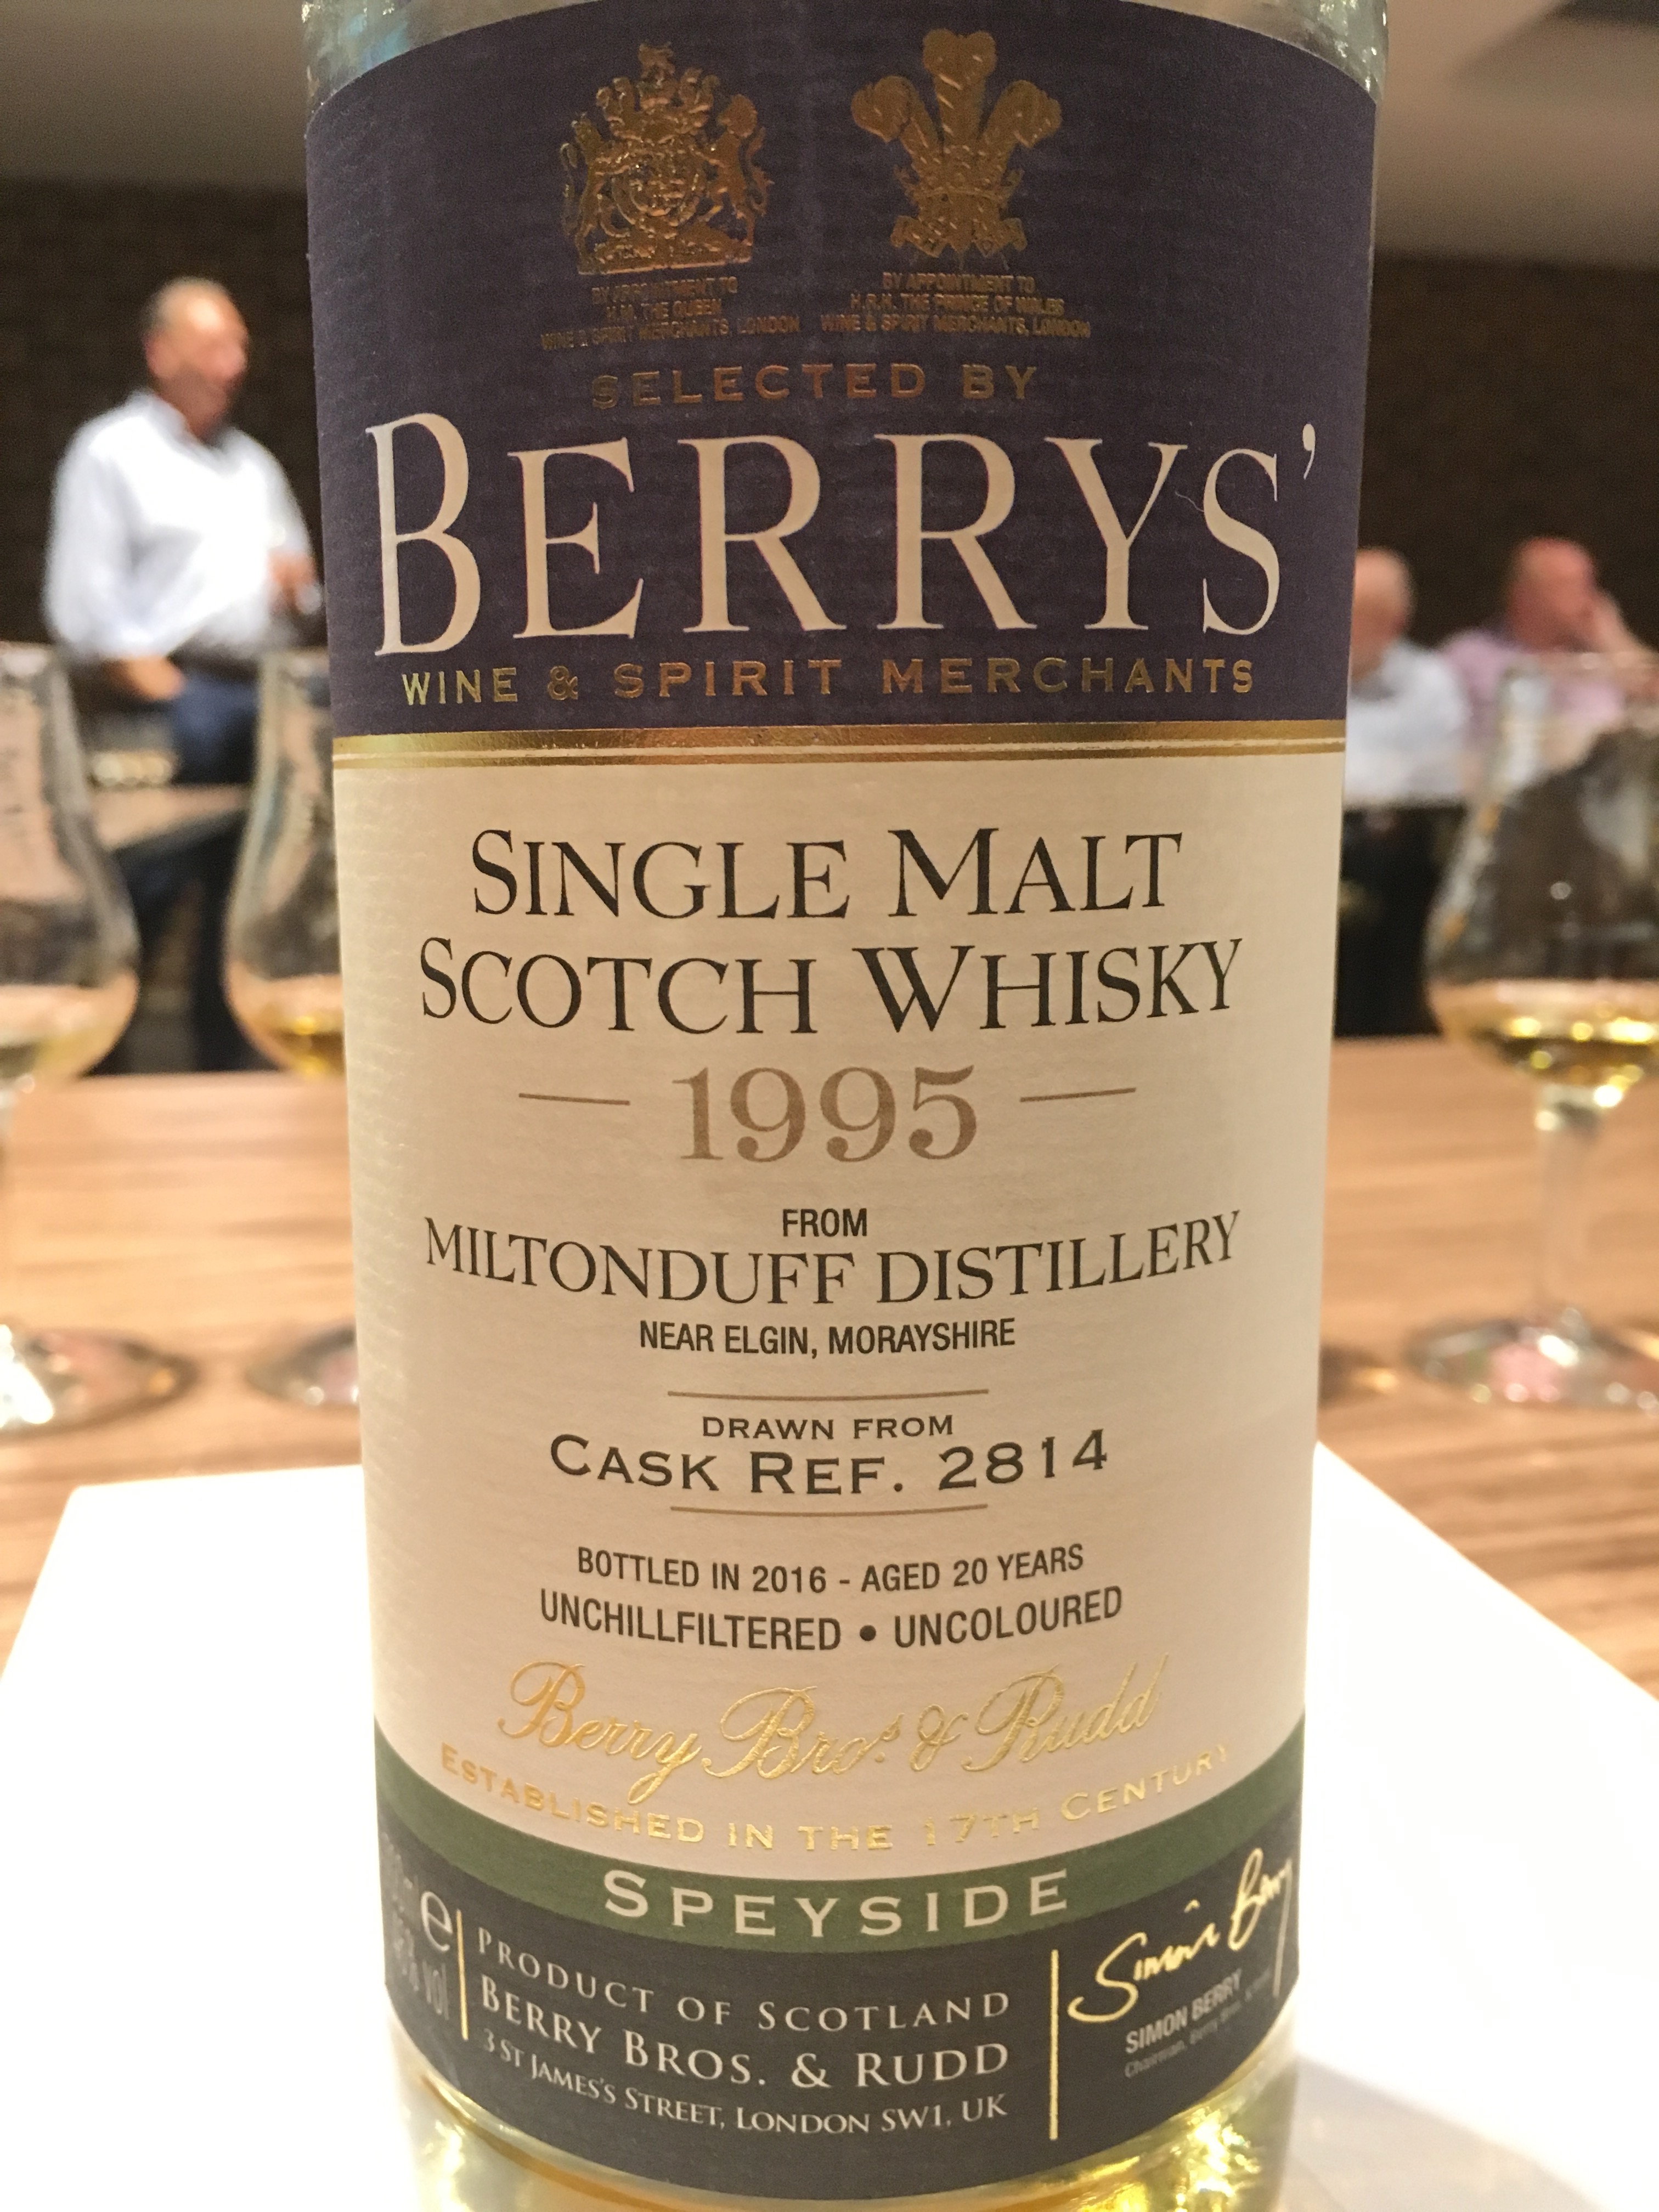 BY APPOINTMENT TO
H.M. THE QUEEN
WINE & SPIRIT MERCHANTS, LONDON
BY APPOINTMENT TO
H.R.H. THE PRINCE OF WALES
WINE & SPIRIT MERCHANTS, LONDON
SELECTED BY
BERRYS'
WINE & SPIRIT MERCHANTS
SINGLE MALT
SCOTCH WHISKY
— 1995 —
FROM
MILTONDUFF DISTILLERY
NEAR ELGIN, MORAYSHIRE
DRAWN FROM
CASK REF. 2814
BOTTLED IN 2016 - AGED 20 YEARS
UNCHILLFILTERED • UNCOLOURED
Berry Bros. & Rudd
ESTABLISHED IN THE 17TH CENTURY
SPEYSIDE
e
vol
PRODUCT OF SCOTLAND
BERRY BROS. & RUDD
3 ST JAMES'S STREET, LONDON SW1, UK
Simon Berry
SIMON BERRY
Chairman, Berry Bros.